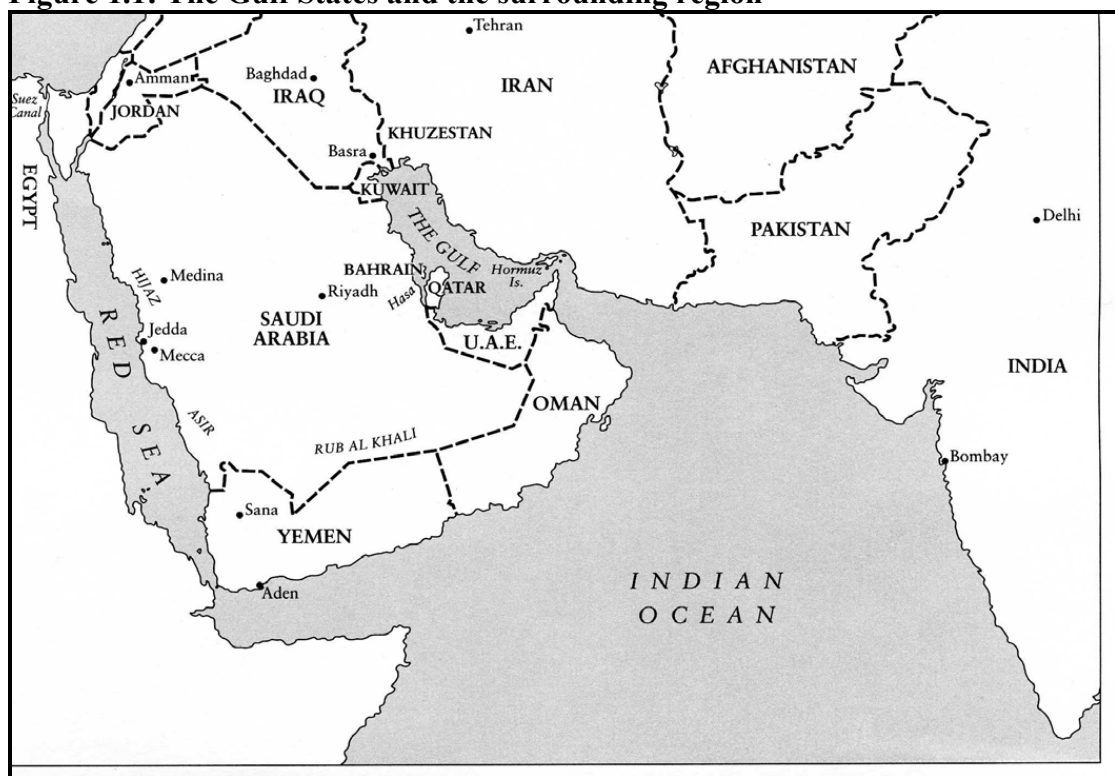 Figure 1.1: The Gulf States and the surrounding region
Tehran
AFGHANISTAN
Amman
Baghdad
IRAQ
IRAN
Suez
Canal
JORDAN
KHUZESTAN
Basra
EGYPT
KUWAIT
Delhi
THE GULF
PAKISTAN
Medina
HIJAZ
BAHRAIN
Hormuz
Is.
Riyadh
Hasa
QATAR
SAUDI
ARABIA
Jedda
Mecca
U.A.E.
RED SEA
INDIA
OMAN
ASIR
RUB AL KHALI
Bombay
Sana
YEMEN
Aden
INDIAN
OCEAN